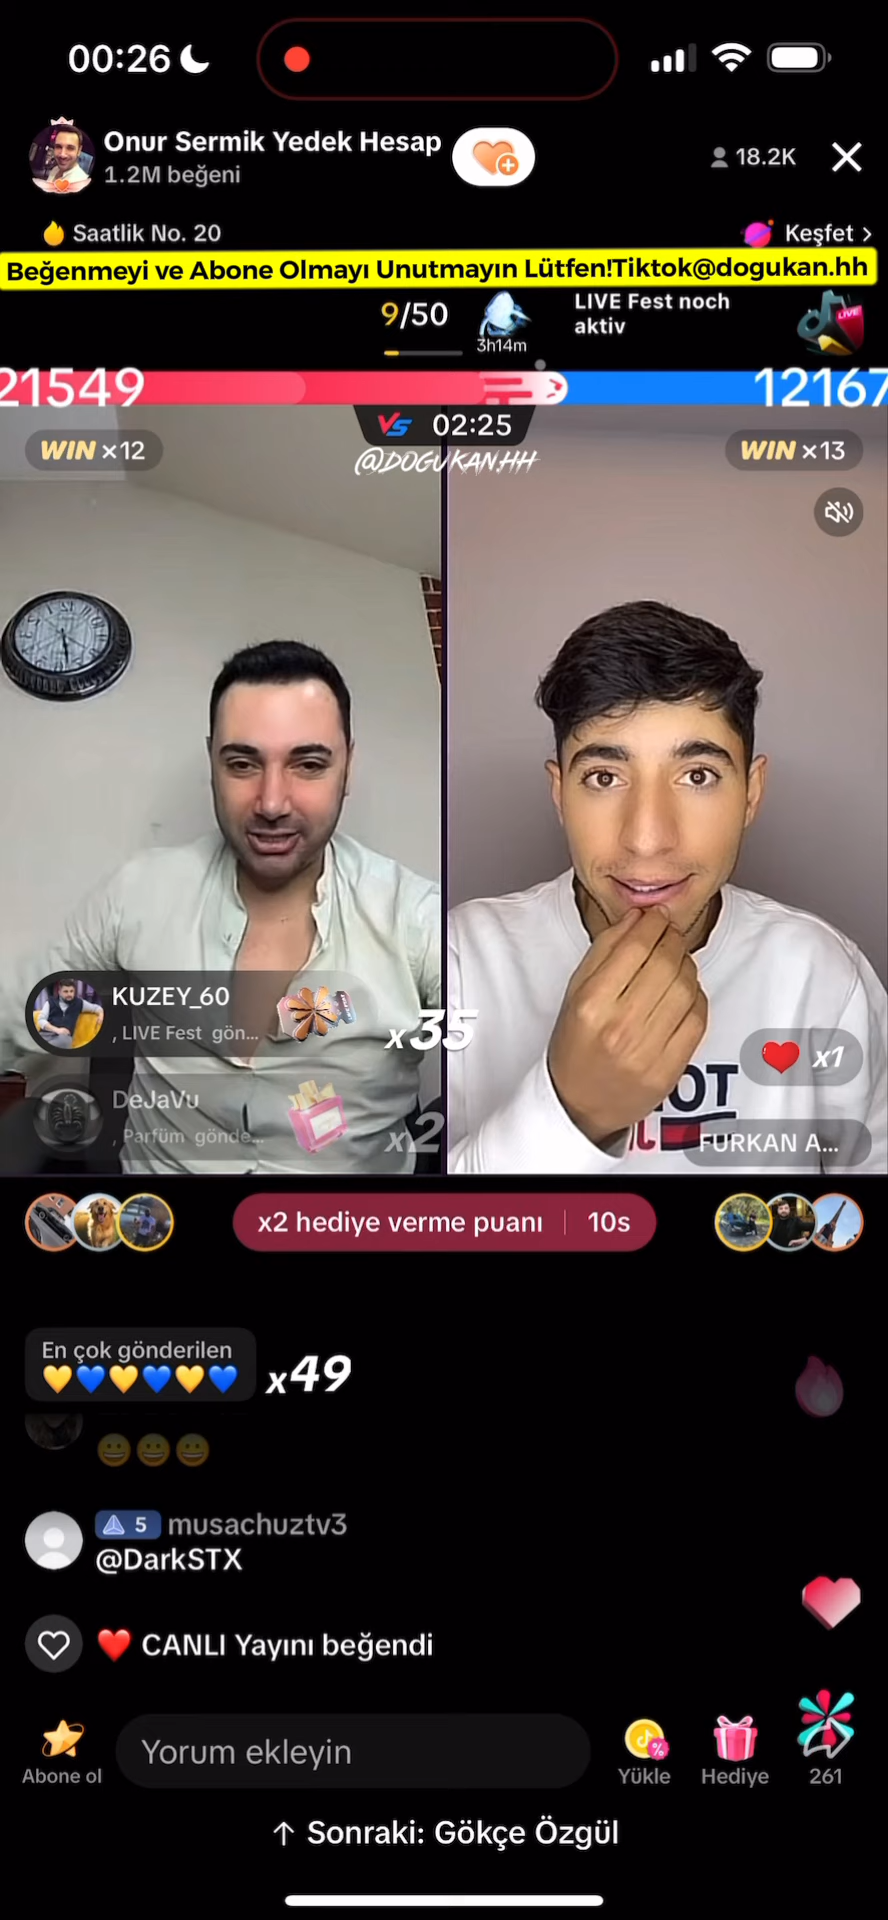 00:26
Onur Sermik Yedek Hesap
1.2M beğeni
18.2K
Saatlik No. 20
Keşfet >
Beğenmeyi ve Abone Olmayı Unutmayın Lütfen!Tiktok@dogukan.hh
9/50
3h14m
LIVE Fest noch
aktiv
LIVE
21549
12167
VS 02:25
WIN x12
WIN x13
@DOGUKAN.HH
KUZEY_60
, LIVE Fest gön...
x35
DeJaVu
, Parfüm gönde...
x2
x1
OT
FURKAN A...
x2 hediye verme puanı | 10s
En çok gönderilen
x49
5 musachuztv3
@DarkSTX
CANLI Yayını beğendi
Abone ol
Yorum ekleyin
Yükle
Hediye
261
↑ Sonraki: Gökçe Özgül